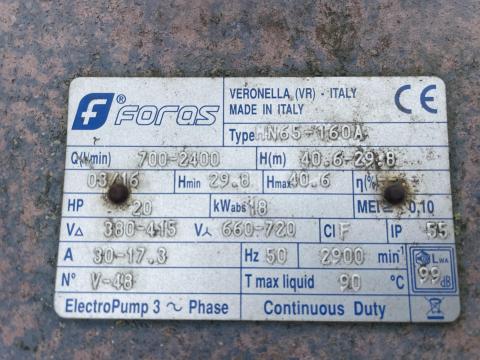 foras®
VERONELLA (VR) - ITALY
MADE IN ITALY
CE
Type MN65-160A
Q(l/min) 700-2400 H(m) 40.6-29.8
03/16 Hmin 29.8 Hmax 40.6 η(%)
HP 20 kWabs 18 MEI≥ 0,10
V△ 380-415 V⅄ 660-720 Cl F IP 55
A 30-17.3 Hz 50 2900 min⁻¹
N° V-48 T max liquid 90 °C LWA 99 dB
ElectroPump 3 ~ Phase Continuous Duty